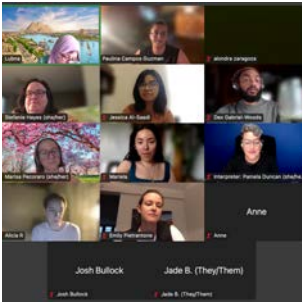 Lubna
Paulina Campos Guzman
alondra zaragoza
Stefanie Hayes (she/her)
Jessica Al-Saadi
Dex Gabriel-Woods
Marisa Pecoraro (she/her)
Mariela
Interpreter: Pamela Duncan (she/he
Alicia R
Emily Pietrantone
Anne
Anne
Josh Bullock
Jade B. (They/Them)
Josh Bullock
Jade B. (They/Them)